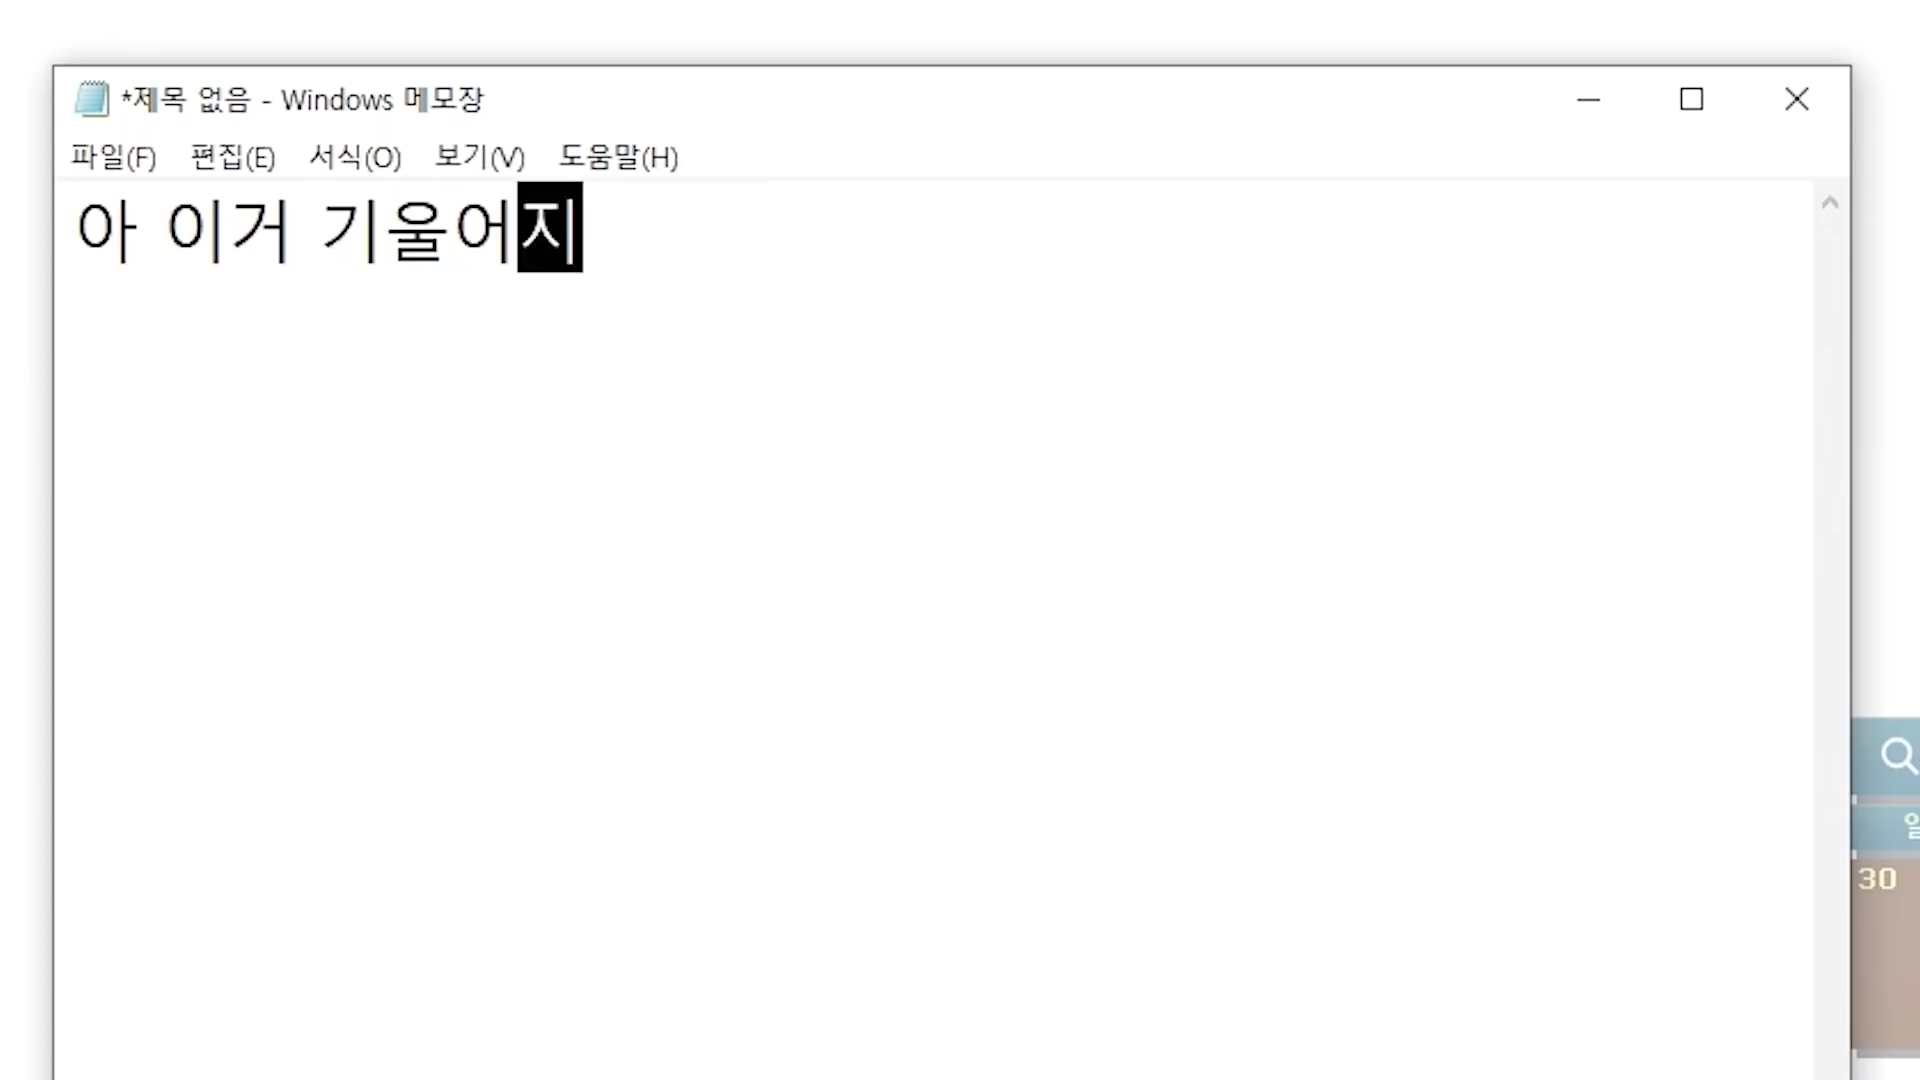 *제목 없음 - Windows 메모장
파일(F) 편집(E) 서식(O) 보기(V) 도움말(H)
아 이거 기울어지
30